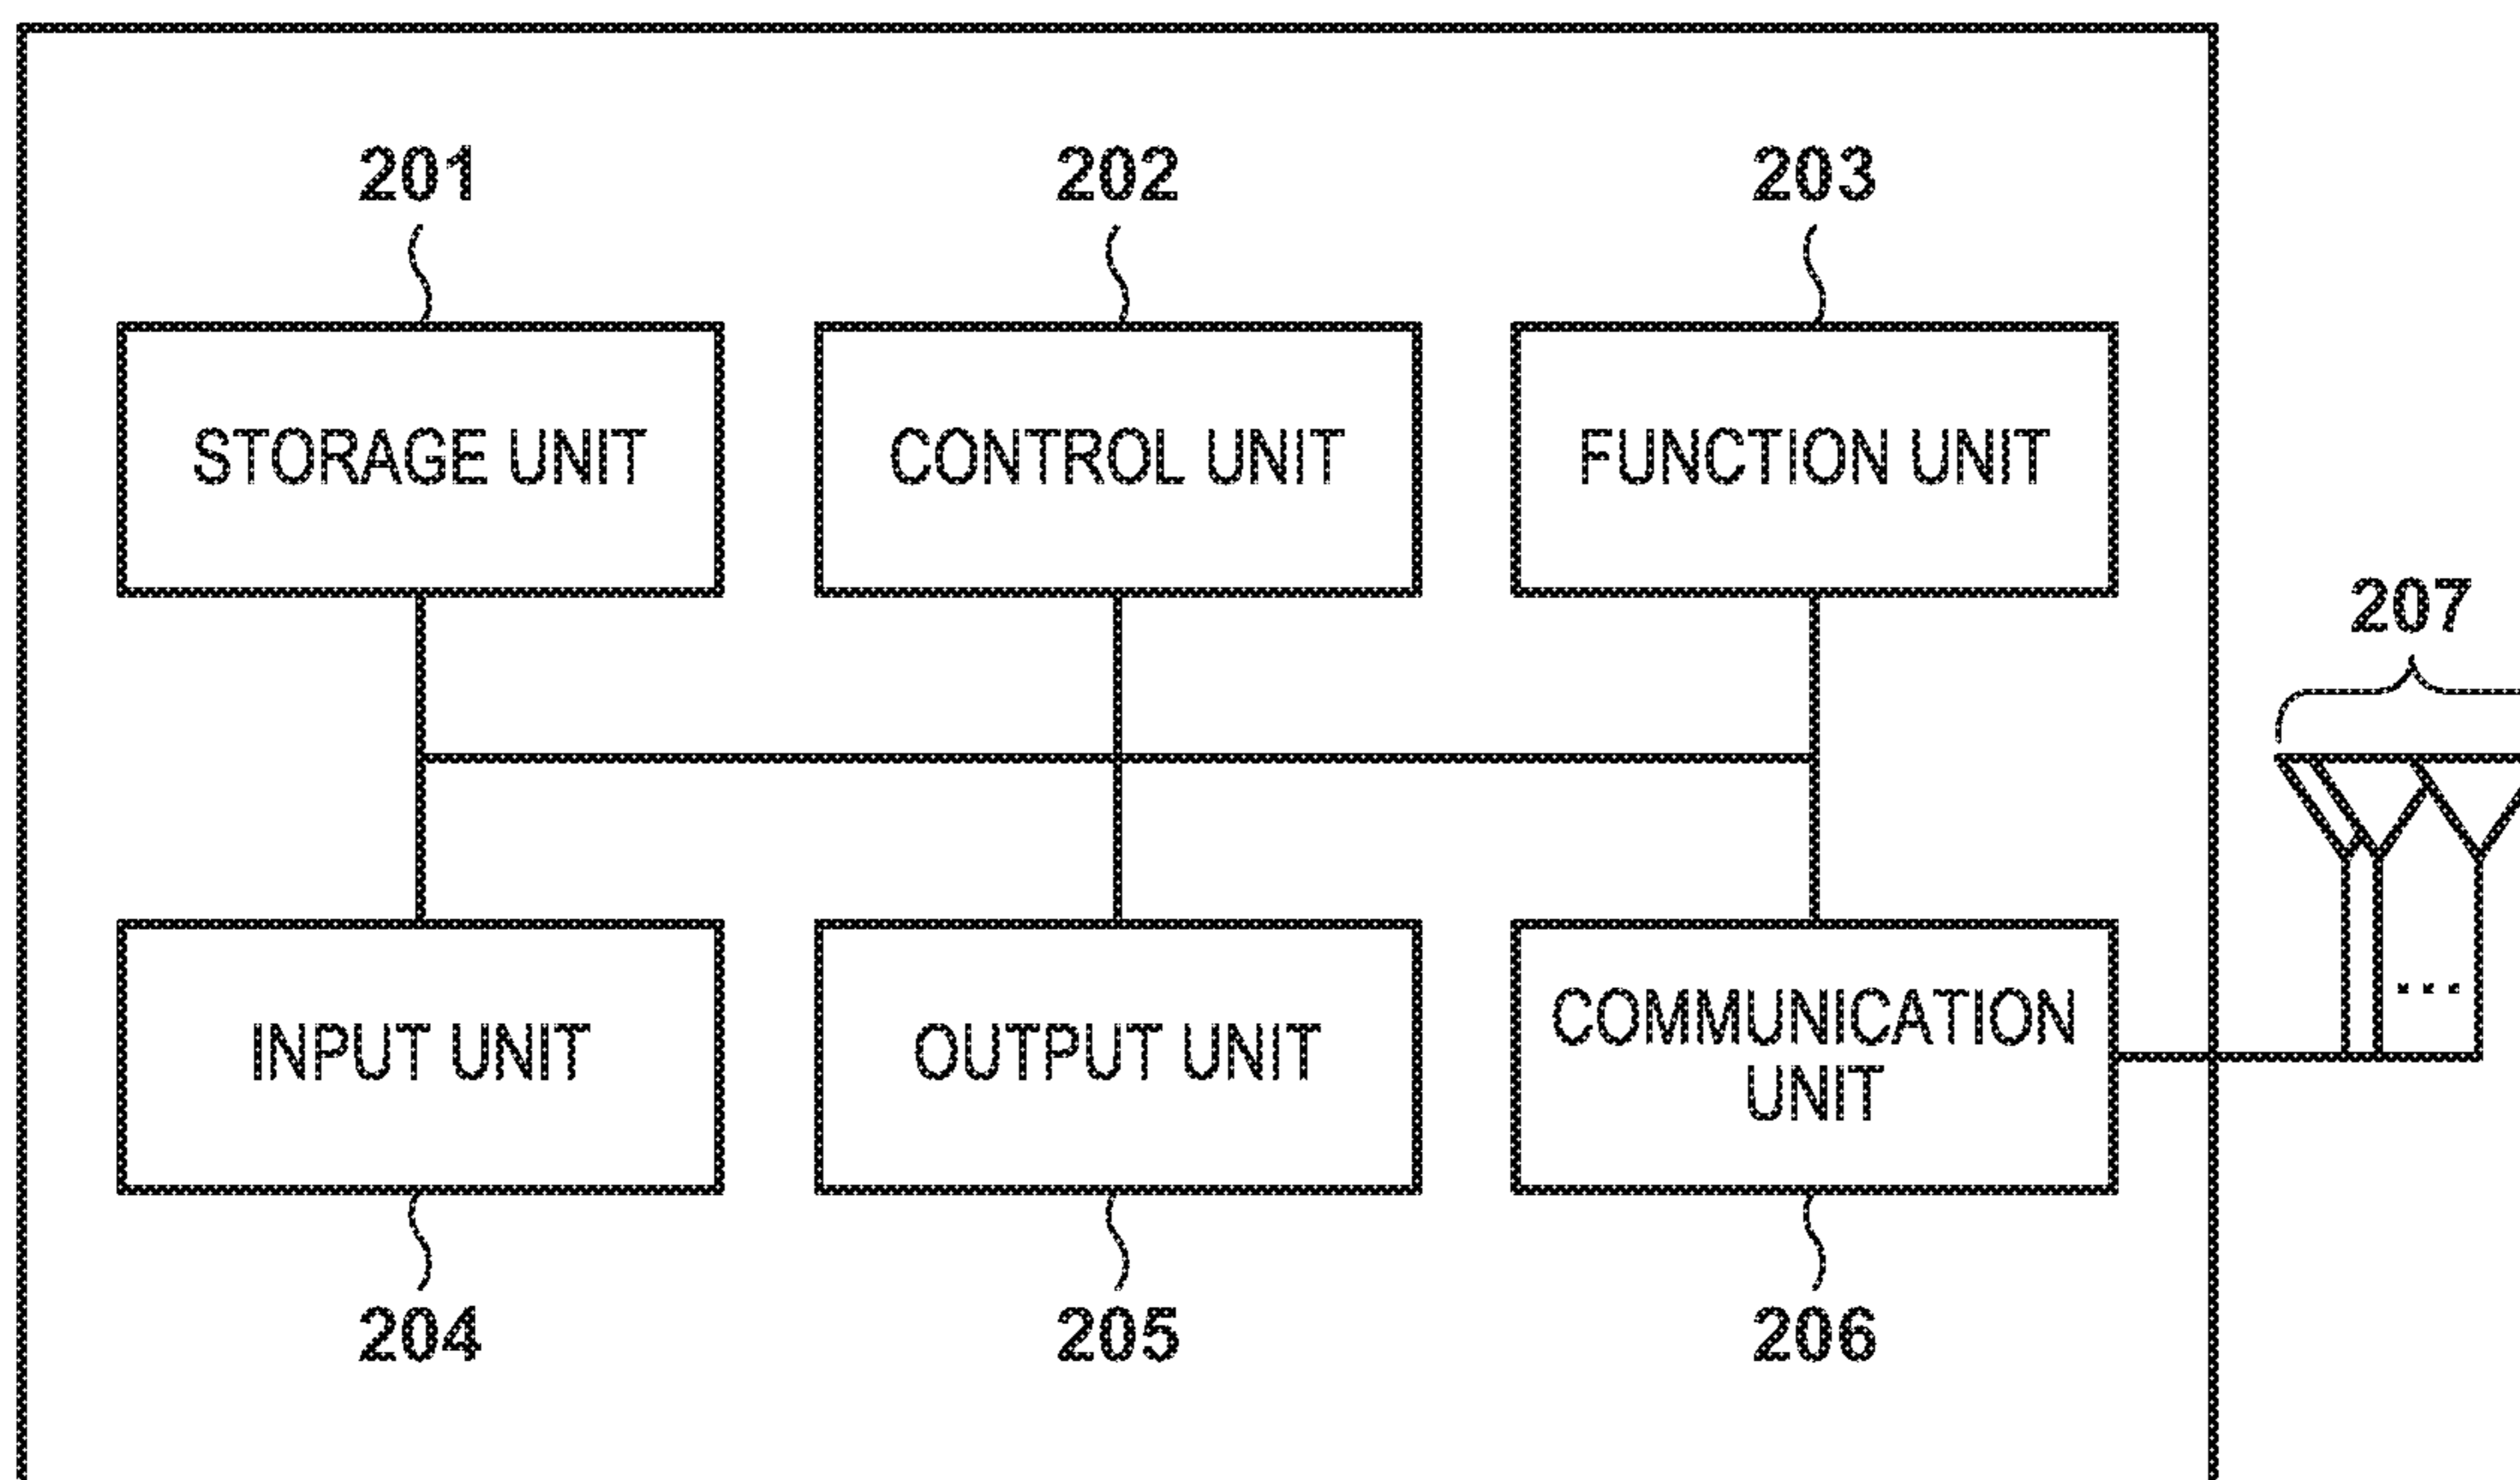 201
202
203
STORAGE UNIT
CONTROL UNIT
FUNCTION UNIT
207
INPUT UNIT
OUTPUT UNIT
COMMUNICATION
UNIT
...
204
205
206